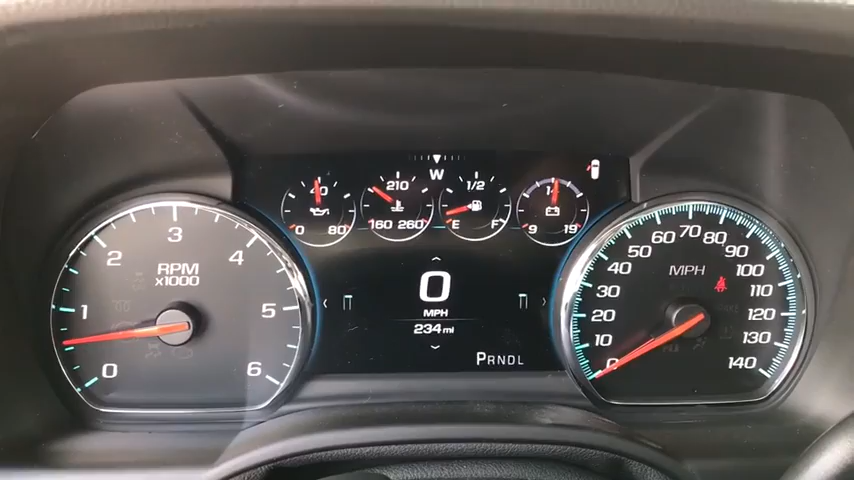 W
40
0 80
210
160 260
1/2
E F
14
9 19
RPM
x1000
0 1 2 3 4 5 6
0
MPH
234 mi
PRNDL
MPH
0 10 20 30 40 50 60 70 80 90 100 110 120 130 140